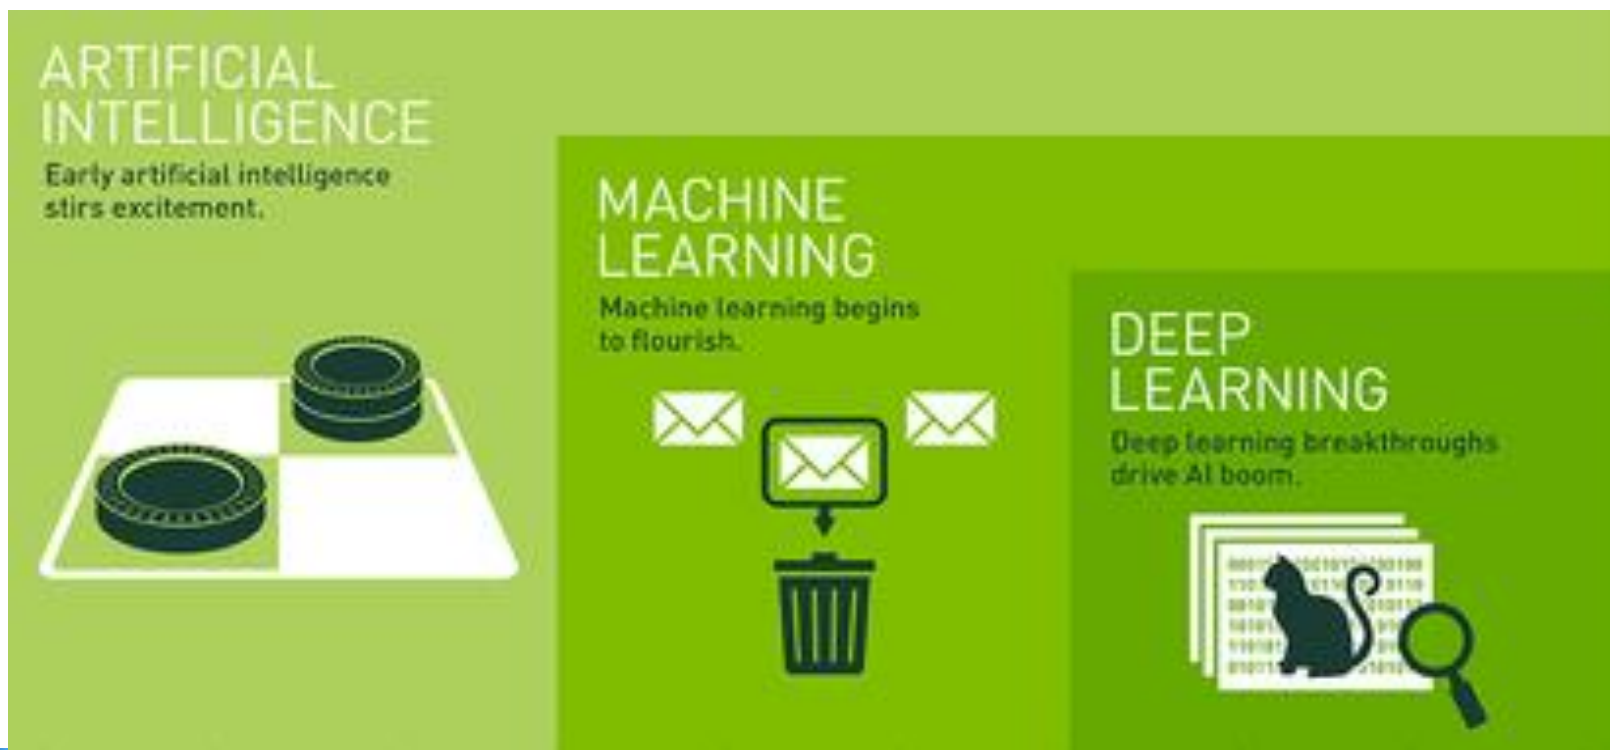 ARTIFICIAL
INTELLIGENCE
Early artificial intelligence
stirs excitement.
MACHINE
LEARNING
Machine learning begins
to flourish.
DEEP
LEARNING
Deep learning breakthroughs
drive AI boom.